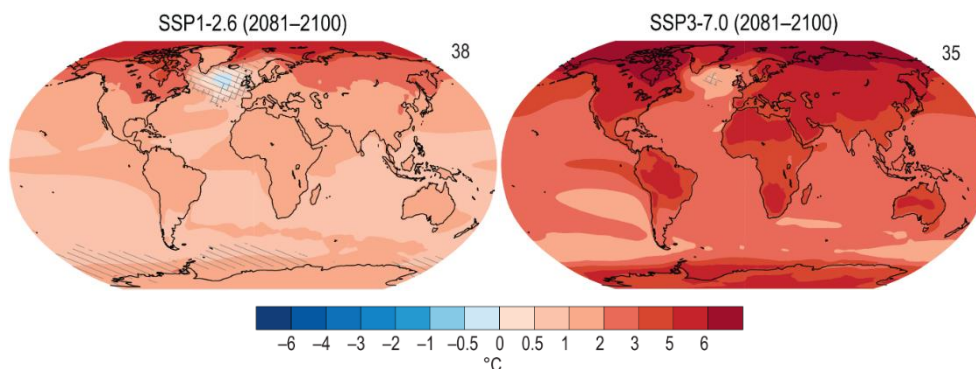 SSP1-2.6 (2081–2100)
38
SSP3-7.0 (2081–2100)
35
–6 –4 –3 –2 –1 –0.5 0 0.5 1 2 3 5 6
°C